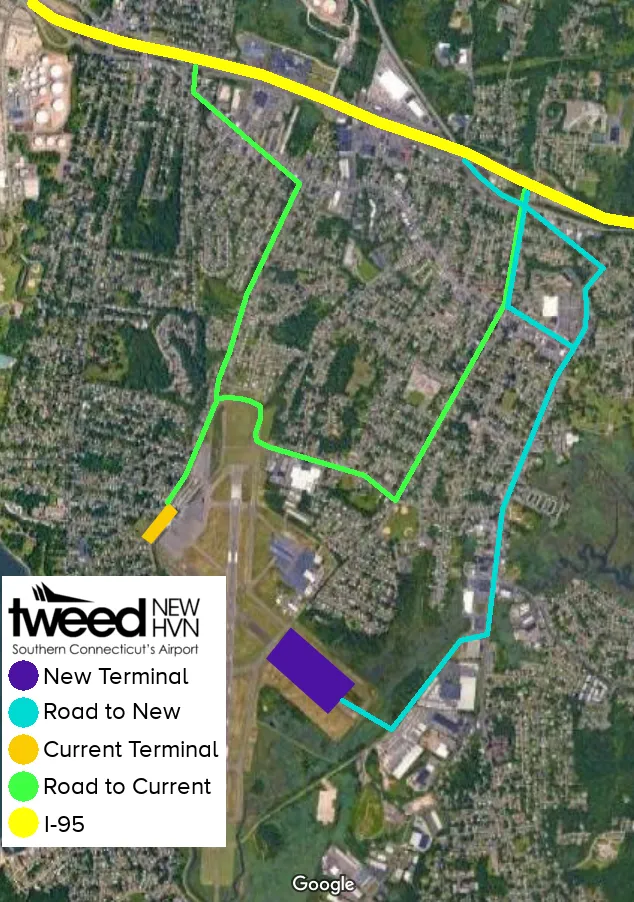 tweed NEW
HVN
Southern Connecticut's Airport
New Terminal
Road to New
Current Terminal
Road to Current
I-95
Google